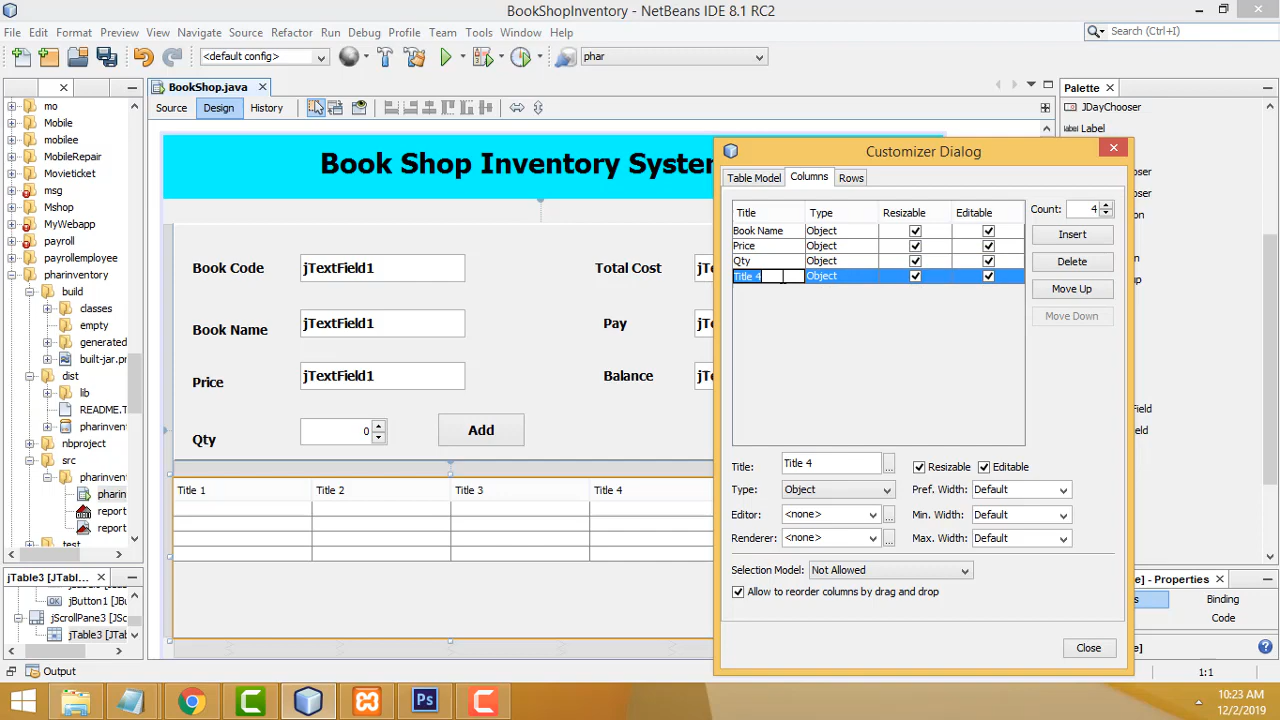 BookShopInventory - NetBeans IDE 8.1 RC2
File Edit Format Preview View Navigate Source Refactor Run Debug Profile Team Tools Window Help
Search (Ctrl+I)
<default config>
phar
BookShop.java
Palette
Source Design History
JDayChooser
label Label
mo
Mobile
mobilee
MobileRepair
Movieticket
msg
Mshop
MyWebapp
payroll
payrollemployee
pharinventory
build
classes
empty
generated
built-jar.pr
dist
lib
README.T
pharinven
nbproject
src
pharinvent
pharin
report
report
test
Book Shop Inventory System
Book Code jTextField1 Total Cost
Book Name jTextField1 Pay
Price jTextField1 Balance
Qty 0 Add
Title 1 Title 2 Title 3 Title 4
Customizer Dialog
Table Model Columns Rows
Title Type Resizable Editable
Book Name Object
Price Object
Qty Object
Title 4 Object
Count: 4
Insert
Delete
Move Up
Move Down
Title: Title 4 ... Resizable Editable
Type: Object Pref. Width: Default
Editor: <none> ... Min. Width: Default
Renderer: <none> ... Max. Width: Default
Selection Model: Not Allowed
Allow to reorder columns by drag and drop
Close
jTable3 [JTab
jButton1 [JBu
jScrollPane3 [JSc
jTable3 [JTab
] - Properties
Binding
Code
Output
1:1
10:23 AM
12/2/2019